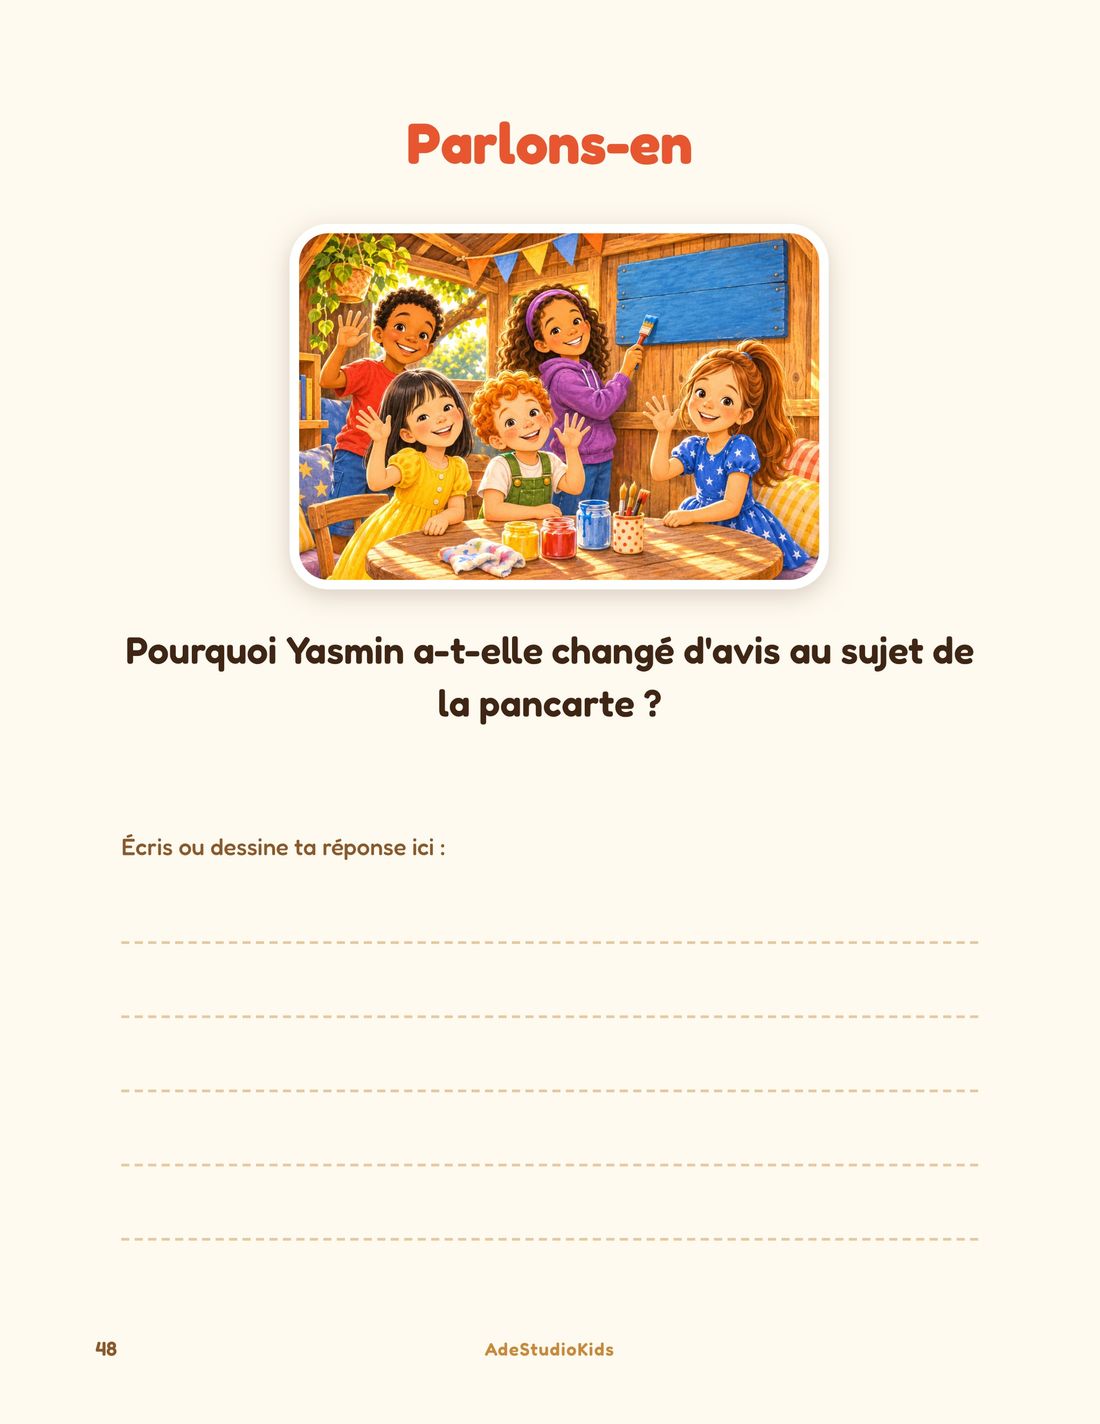 Parlons-en
Pourquoi Yasmin a-t-elle changé d'avis au sujet de
la pancarte ?
Écris ou dessine ta réponse ici :
48
AdeStudioKids